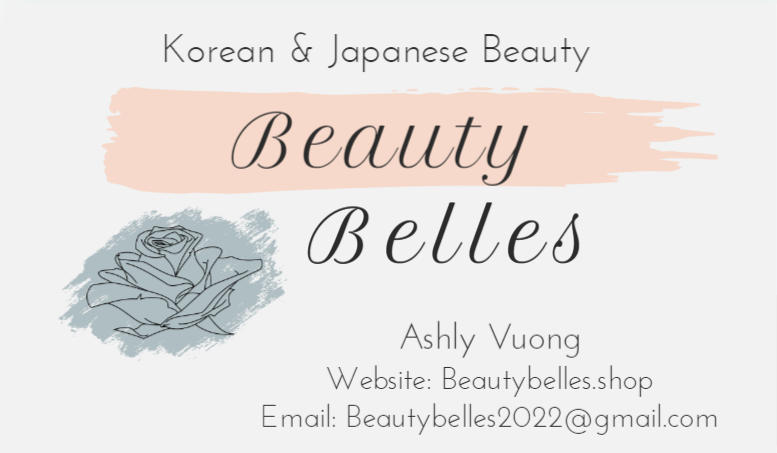 Korean & Japanese Beauty
Beauty
Belles
Ashly Vuong
Website: Beautybelles.shop
Email: Beautybelles2022@gmail.com